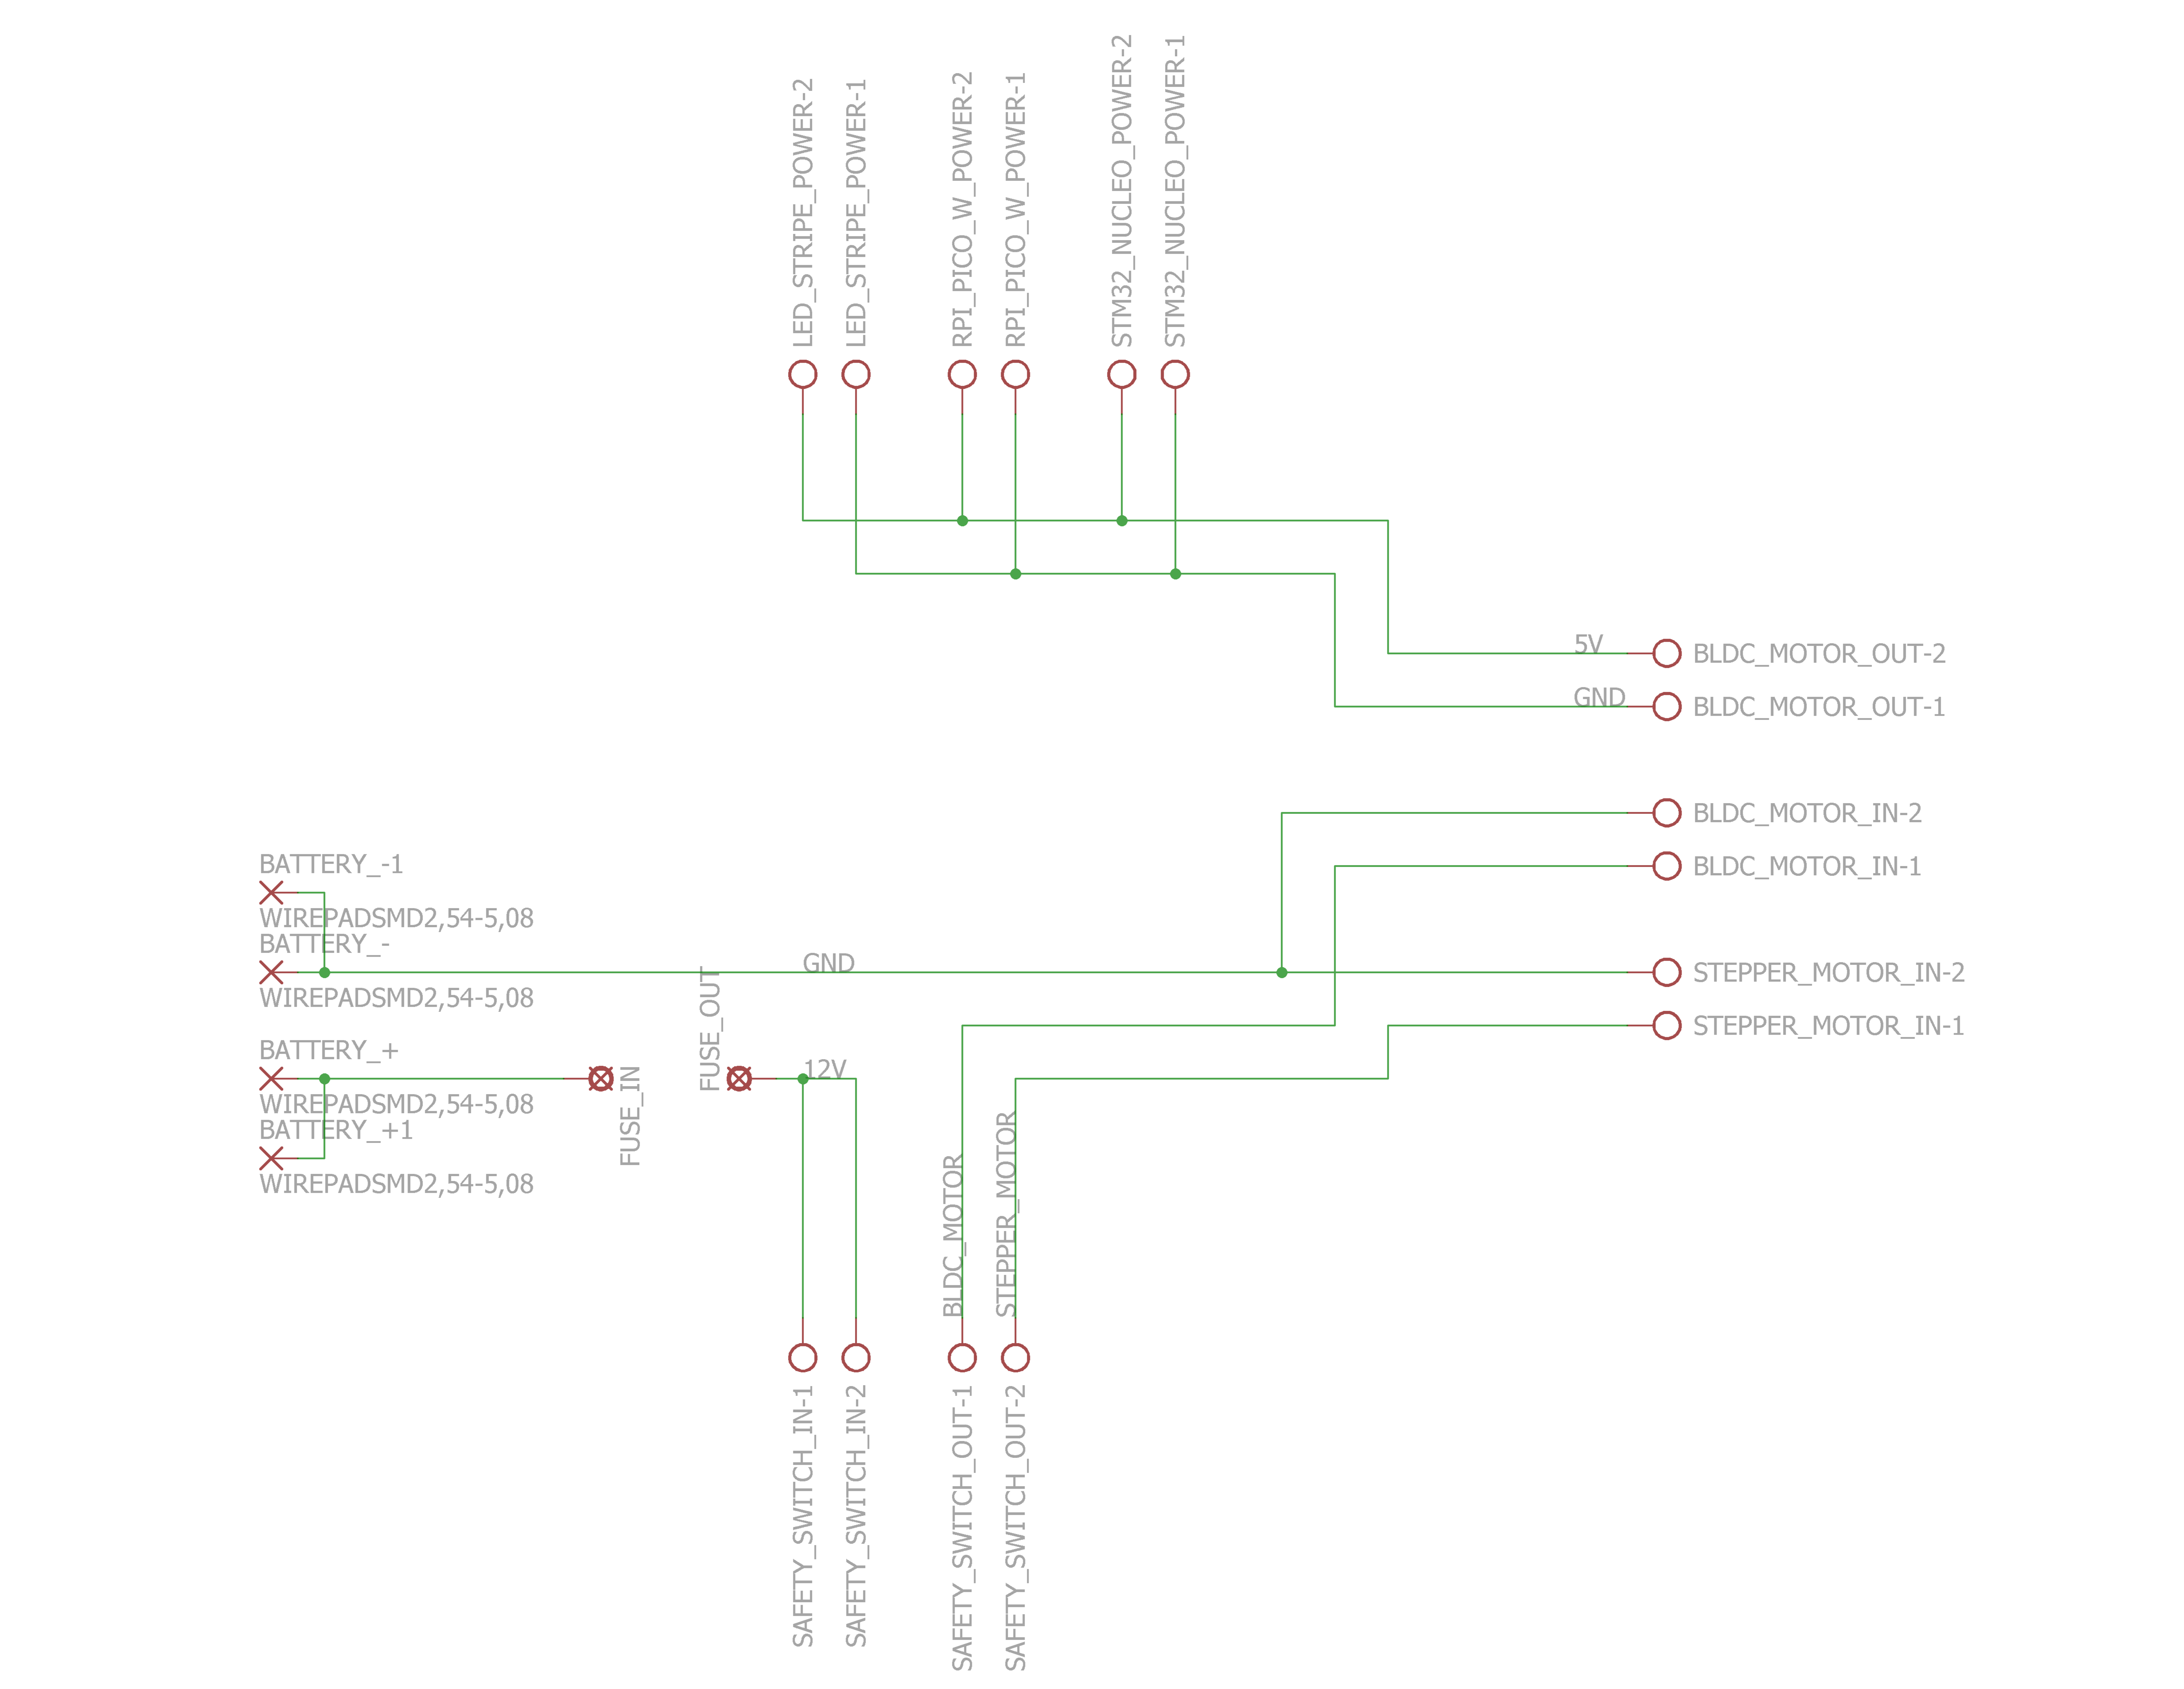 LED_STRIPE_POWER-2
LED_STRIPE_POWER-1
RPI_PICO_W_POWER-2
RPI_PICO_W_POWER-1
STM32_NUCLEO_POWER-2
STM32_NUCLEO_POWER-1
5V
BLDC_MOTOR_OUT-2
GND
BLDC_MOTOR_OUT-1
BLDC_MOTOR_IN-2
BLDC_MOTOR_IN-1
BATTERY_-1
WIREPADSMD2,54-5,08
BATTERY_-
WIREPADSMD2,54-5,08
GND
STEPPER_MOTOR_IN-2
STEPPER_MOTOR_IN-1
BATTERY_+
WIREPADSMD2,54-5,08
BATTERY_+1
WIREPADSMD2,54-5,08
FUSE_IN
FUSE_OUT
12V
BLDC_MOTOR
STEPPER_MOTOR
SAFETY_SWITCH_IN-1
SAFETY_SWITCH_IN-2
SAFETY_SWITCH_OUT-1
SAFETY_SWITCH_OUT-2